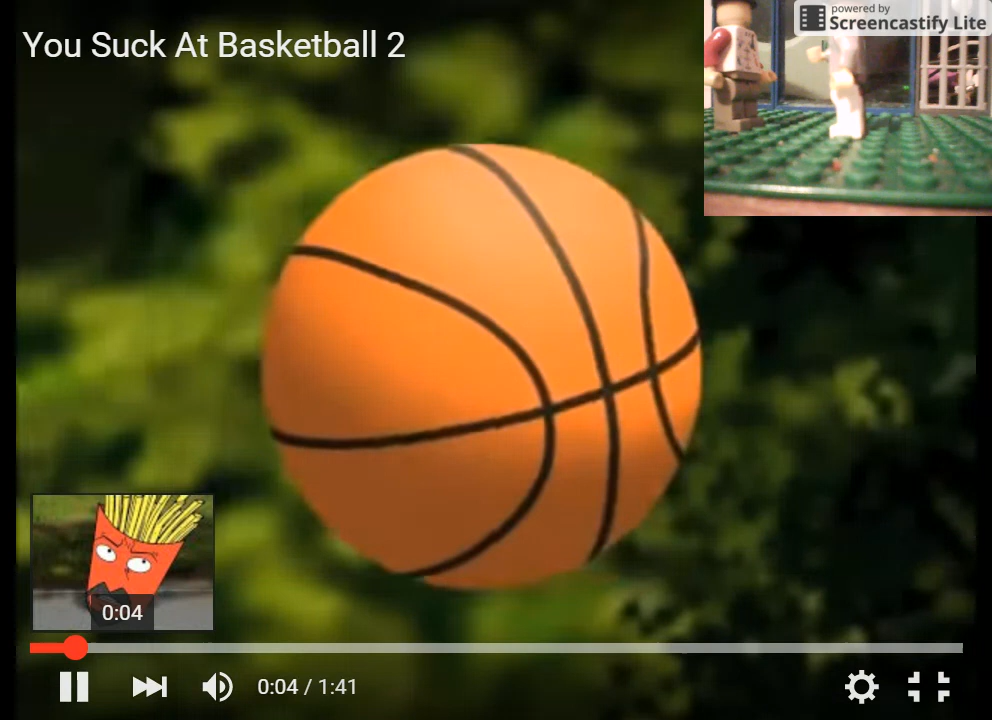 You Suck At Basketball 2
powered by
Screencastify Lite
0:04
0:04 / 1:41